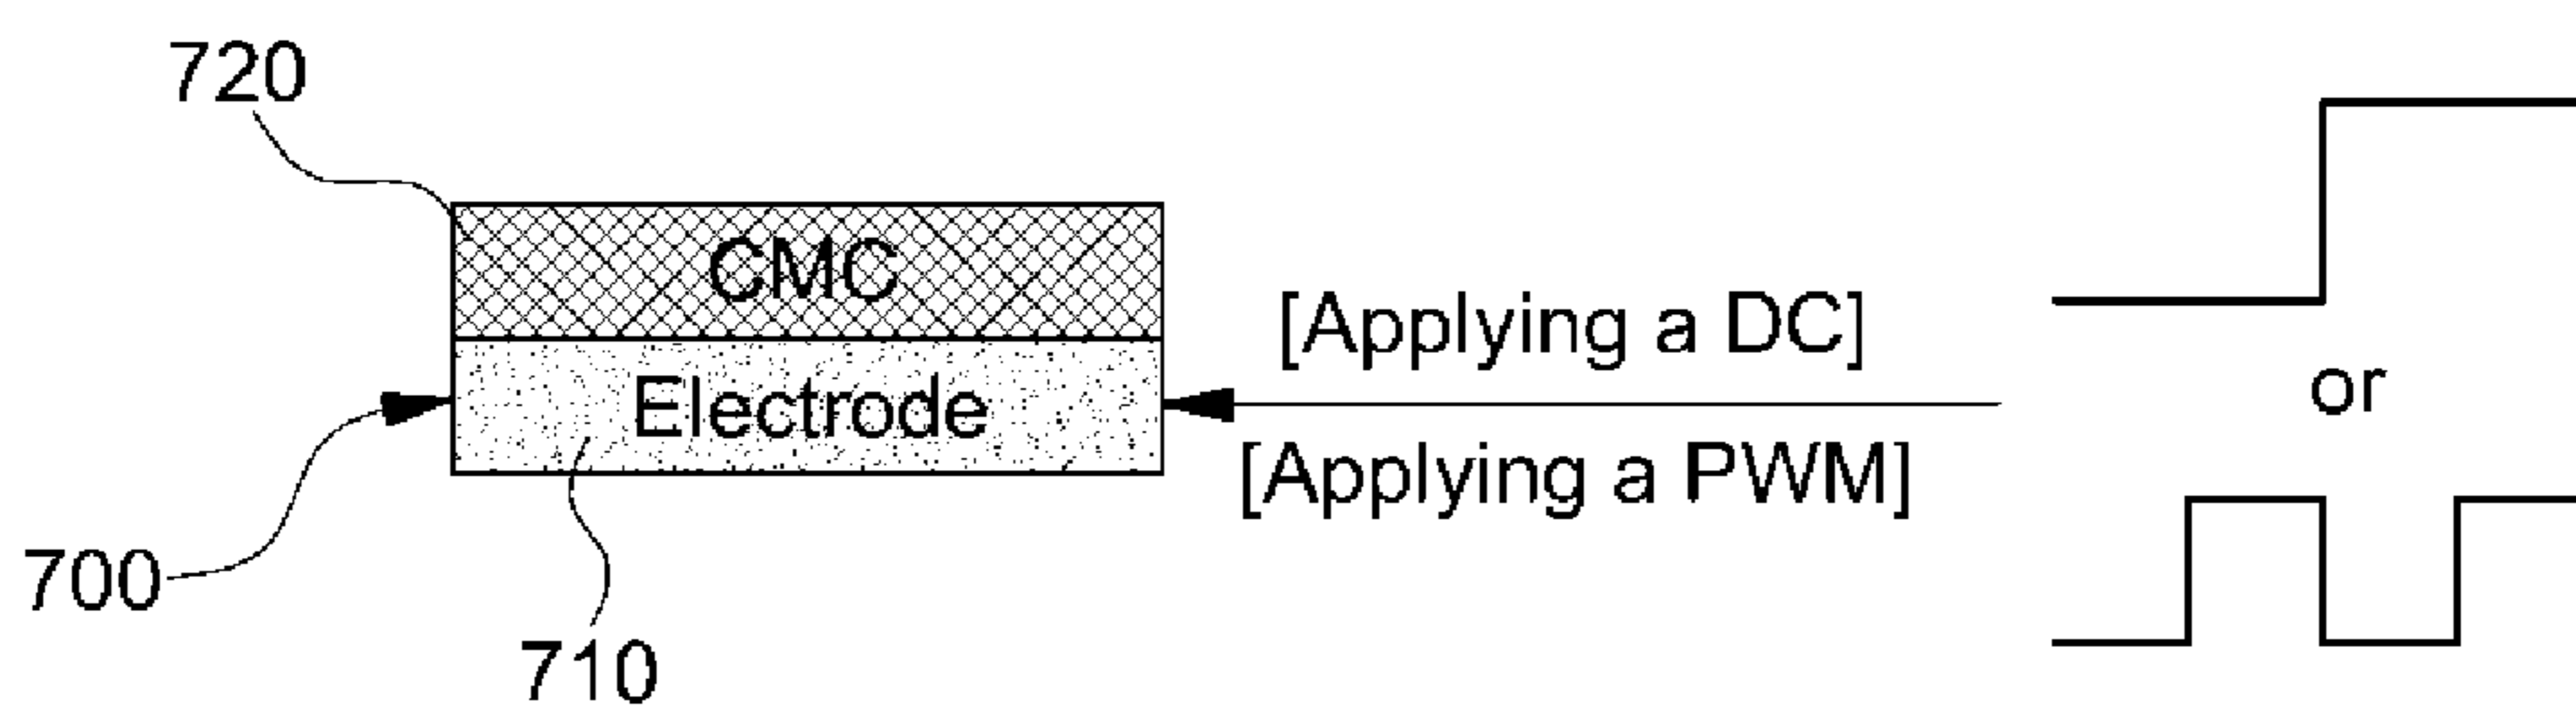 720
CMC
[Applying a DC]
or
Electrode
[Applying a PWM]
700
710